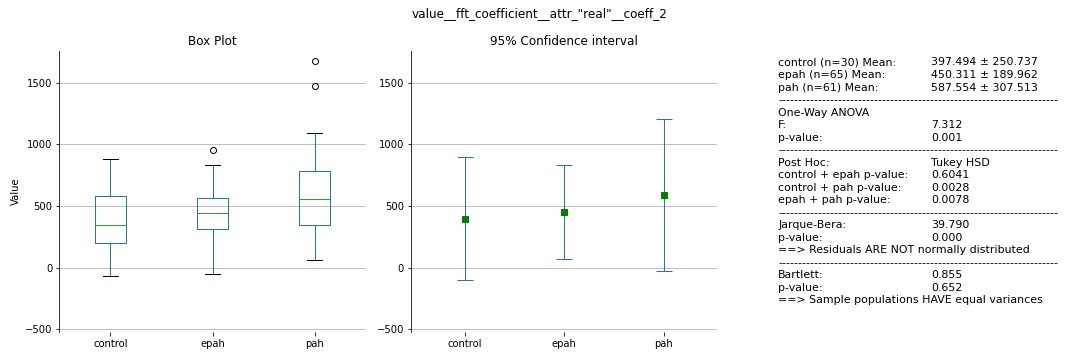 value__fft_coefficient__attr_"real"__coeff_2
Box Plot
Value
1500
1000
500
0
−500
control
epah
pah
95% Confidence interval
1500
1000
500
0
−500
control
epah
pah
control (n=30) Mean: 397.494 ± 250.737
epah (n=65) Mean: 450.311 ± 189.962
pah (n=61) Mean: 587.554 ± 307.513
One-Way ANOVA
F: 7.312
p-value: 0.001
Post Hoc: Tukey HSD
control + epah p-value: 0.6041
control + pah p-value: 0.0028
epah + pah p-value: 0.0078
Jarque-Bera: 39.790
p-value: 0.000
==> Residuals ARE NOT normally distributed
Bartlett: 0.855
p-value: 0.652
==> Sample populations HAVE equal variances